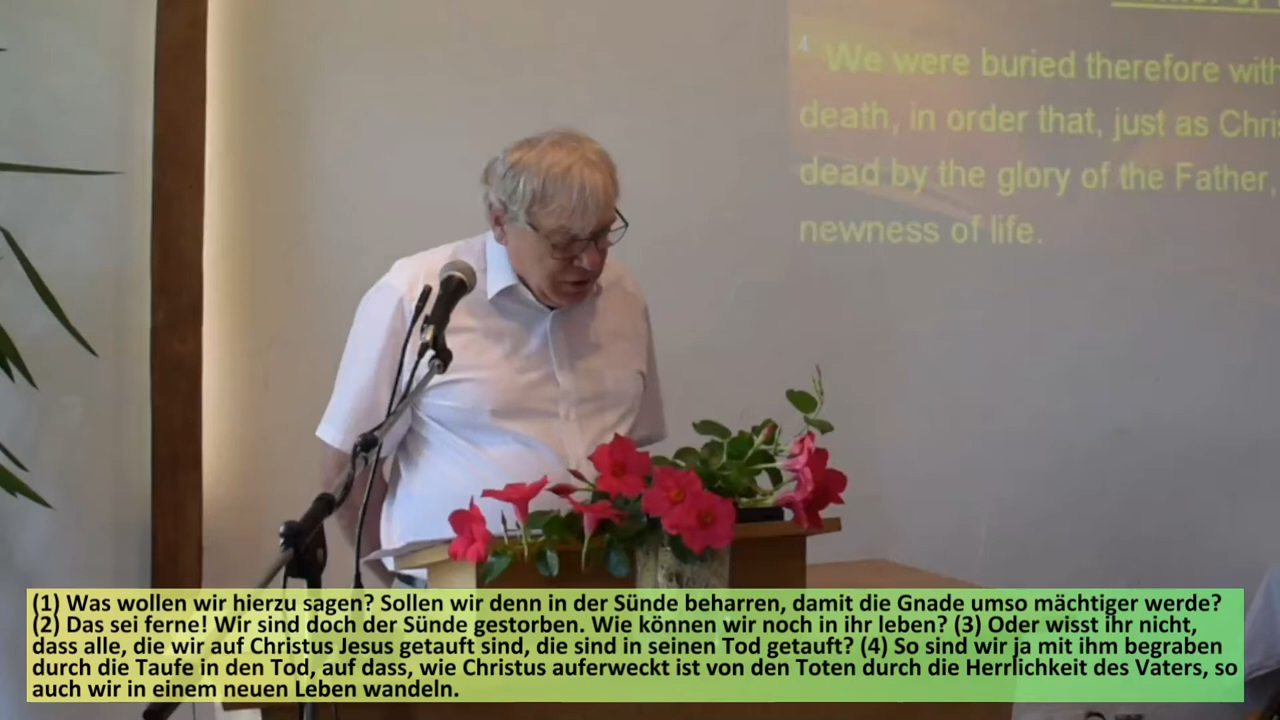 4 We were buried therefore with
death, in order that, just as
dead by the glory of the Father,
newness of life.
(1) Was wollen wir hierzu sagen? Sollen wir denn in der Sünde beharren, damit die Gnade umso mächtiger werde?
(2) Das sei ferne! Wir sind doch der Sünde gestorben. Wie können wir noch in ihr leben? (3) Oder wisst ihr nicht,
dass alle, die wir auf Christus Jesus getauft sind, die sind in seinen Tod getauft? (4) So sind wir ja mit ihm begraben
durch die Taufe in den Tod, auf dass, wie Christus auferweckt ist von den Toten durch die Herrlichkeit des Vaters, so
auch wir in einem neuen Leben wandeln.